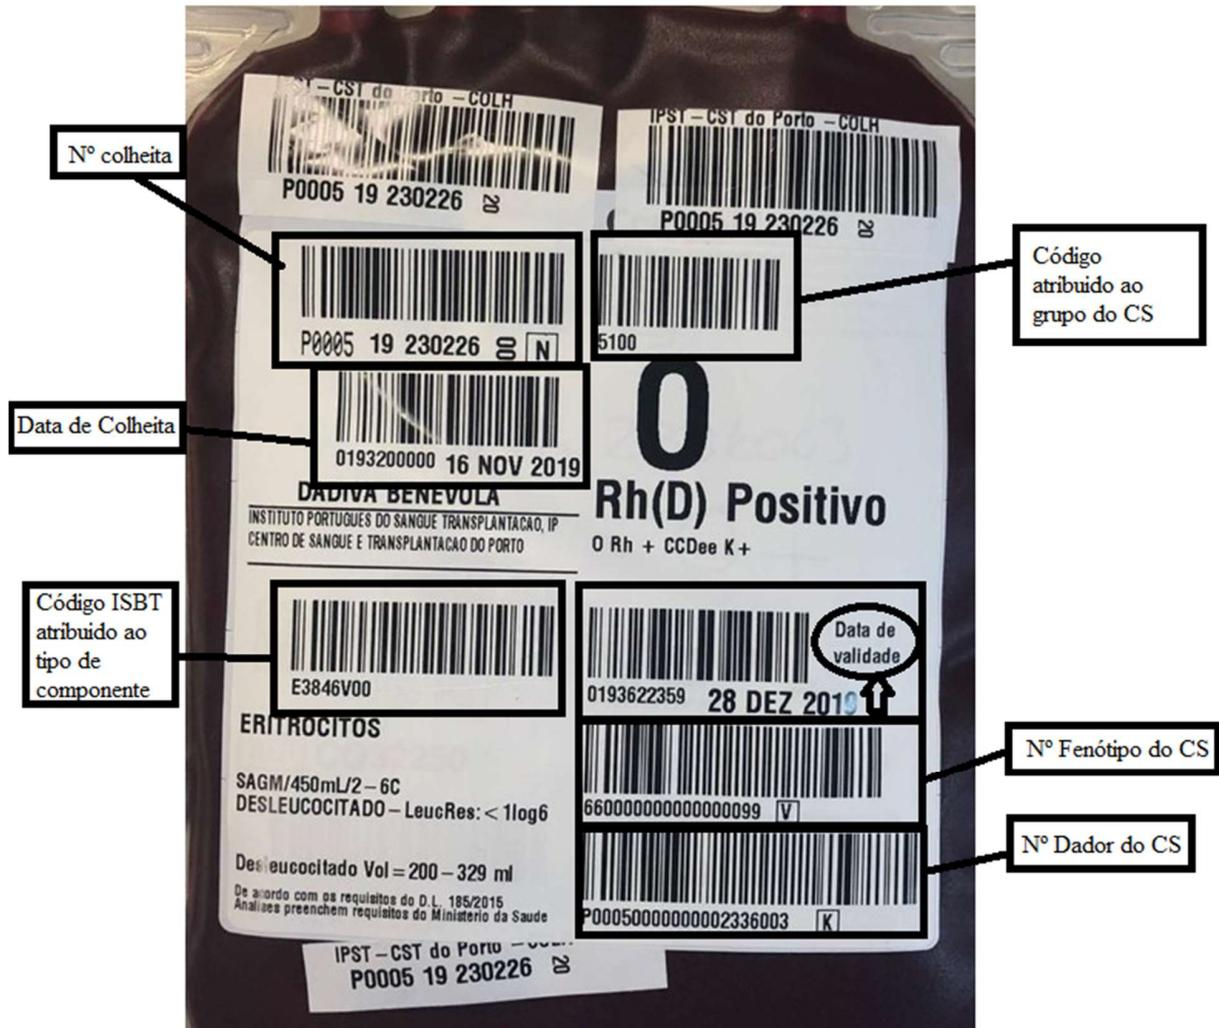 ST-CST do Porto -COLH
P0005 19 230226 20
IPST-CST do Porto -COLH
P0005 19 230226 20
Nº colheita
P0005 19 230226 00 N
5100
Código
atribuido ao
grupo do CS
O
Data de Colheita
0193200000 16 NOV 2019
DADIVA BENEVOLA
INSTITUTO PORTUGUES DO SANGUE TRANSPLANTACAO, IP
CENTRO DE SANGUE E TRANSPLANTACAO DO PORTO
Rh(D) Positivo
O Rh + CCDee K+
Código ISBT
atribuido ao
tipo de
componente
E3846V00
Data de
validade
0193622359 28 DEZ 2019
ERITROCITOS
SAGM/450mL/2-6C
DESLEUCOCITADO-LeucRes:<1log6
Desleucocitado Vol=200-329 ml
De acordo com os requisitos do D.L. 185/2015
Analises preenchem requisitos do Ministerio da Saude
660000000000000099 V
Nº Fenótipo do CS
P00050000000002336003 K
Nº Dador do CS
IPST-CST do Porto
P0005 19 230226 20